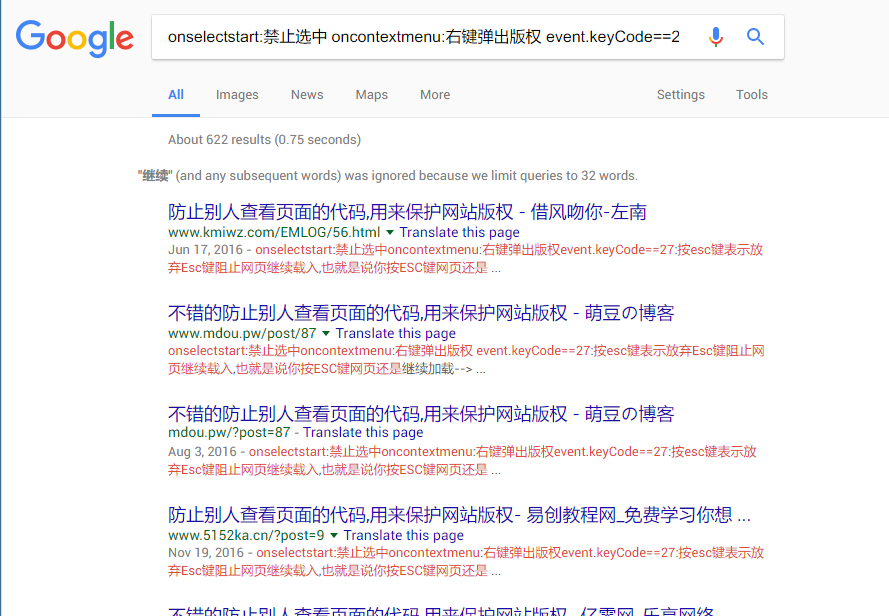 Google
onselectstart:禁止选中 oncontextmenu:右键弹出版权 event.keyCode==2
All Images News Maps More Settings Tools
About 622 results (0.75 seconds)
"继续" (and any subsequent words) was ignored because we limit queries to 32 words.
防止别人查看页面的代码,用来保护网站版权 - 借风吻你-左南
www.kmiwz.com/EMLOG/56.html ▼ Translate this page
Jun 17, 2016 - onselectstart:禁止选中oncontextmenu:右键弹出版权event.keyCode==27:按esc键表示放
弃Esc键阻止网页继续载入,也就是说你按ESC键网页还是 ...
不错的防止别人查看页面的代码,用来保护网站版权 - 萌豆の博客
www.mdou.pw/post/87 ▼ Translate this page
onselectstart:禁止选中oncontextmenu:右键弹出版权 event.keyCode==27:按esc键表示放弃Esc键阻止网
页继续载入,也就是说你按ESC键网页还是继续加载--> ...
不错的防止别人查看页面的代码,用来保护网站版权 - 萌豆の博客
mdou.pw/?post=87 - Translate this page
Aug 3, 2016 - onselectstart:禁止选中oncontextmenu:右键弹出版权event.keyCode==27:按esc键表示放
弃Esc键阻止网页继续载入,也就是说你按ESC键网页还是 ...
防止别人查看页面的代码,用来保护网站版权- 易创教程网_免费学习你想 ...
www.5152ka.cn/?post=9 ▼ Translate this page
Nov 19, 2016 - onselectstart:禁止选中oncontextmenu:右键弹出版权event.keyCode==27:按esc键表示放
弃Esc键阻止网页继续载入,也就是说你按ESC键网页还是 ...
不错的防止别人查看页面的代码,用来保护网站版权